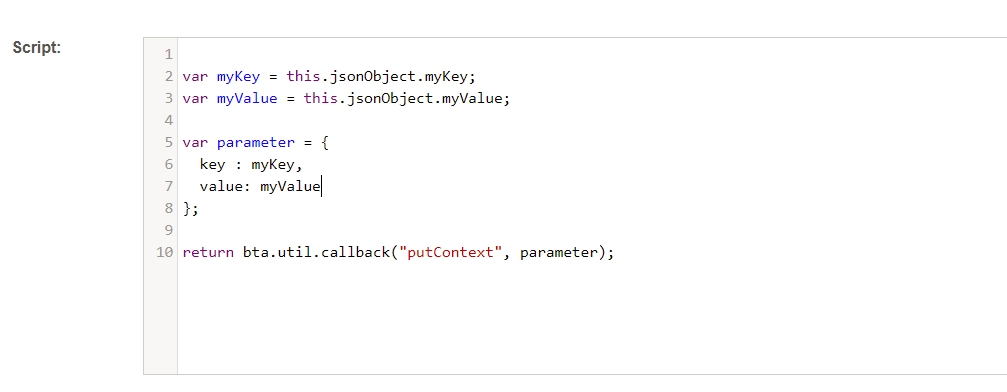 Script:
1
2 var myKey = this.jsonObject.myKey;
3 var myValue = this.jsonObject.myValue;
4
5 var parameter = {
6   key : myKey,
7   value: myValue
8 };
9
10 return bta.util.callback("putContext", parameter);